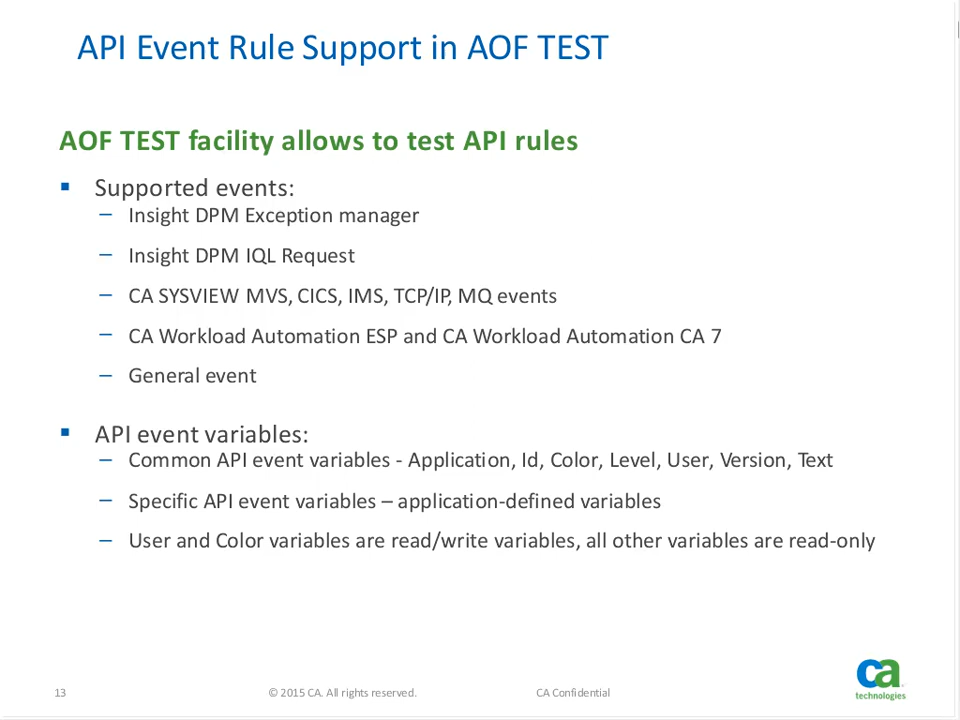 API Event Rule Support in AOF TEST
AOF TEST facility allows to test API rules
▪ Supported events:
– Insight DPM Exception manager
– Insight DPM IQL Request
– CA SYSVIEW MVS, CICS, IMS, TCP/IP, MQ events
– CA Workload Automation ESP and CA Workload Automation CA 7
– General event
▪ API event variables:
– Common API event variables - Application, Id, Color, Level, User, Version, Text
– Specific API event variables – application-defined variables
– User and Color variables are read/write variables, all other variables are read-only
13 © 2015 CA. All rights reserved. CA Confidential
ca
technologies